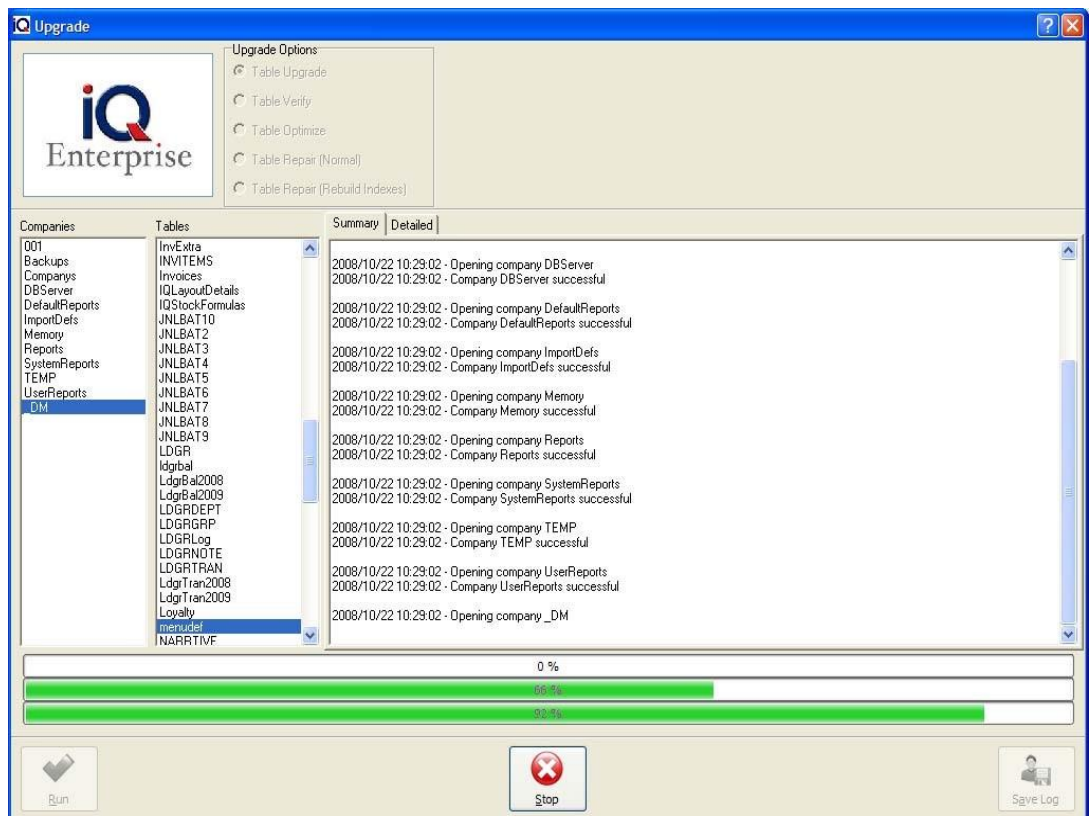 iQ Upgrade
iQ
Enterprise
Upgrade Options
Table Upgrade
Table Verify
Table Optimize
Table Repair (Normal)
Table Repair (Rebuild Indexes)
Companies
001
Backups
Companys
DBServer
DefaultReports
ImportDefs
Memory
Reports
SystemReports
TEMP
UserReports
_DM
Tables
InvExtra
INVITEMS
Invoices
IQLayoutDetails
IQStockFormulas
JNLBAT10
JNLBAT2
JNLBAT3
JNLBAT4
JNLBAT5
JNLBAT6
JNLBAT7
JNLBAT8
JNLBAT9
LDGR
ldgrbal
LdgrBal2008
LdgrBal2009
LDGRDEPT
LDGRGRP
LDGRLog
LDGRNOTE
LDGRTRAN
LdgrTran2008
LdgrTran2009
Loyalty
menudef
NARRTIVE
Summary Detailed
2008/10/22 10:29:02 - Opening company DBServer
2008/10/22 10:29:02 - Company DBServer successful
2008/10/22 10:29:02 - Opening company DefaultReports
2008/10/22 10:29:02 - Company DefaultReports successful
2008/10/22 10:29:02 - Opening company ImportDefs
2008/10/22 10:29:02 - Company ImportDefs successful
2008/10/22 10:29:02 - Opening company Memory
2008/10/22 10:29:02 - Company Memory successful
2008/10/22 10:29:02 - Opening company Reports
2008/10/22 10:29:02 - Company Reports successful
2008/10/22 10:29:02 - Opening company SystemReports
2008/10/22 10:29:02 - Company SystemReports successful
2008/10/22 10:29:02 - Opening company TEMP
2008/10/22 10:29:02 - Company TEMP successful
2008/10/22 10:29:02 - Opening company UserReports
2008/10/22 10:29:02 - Company UserReports successful
2008/10/22 10:29:02 - Opening company _DM
0 %
66 %
92 %
Run
Stop
Save Log